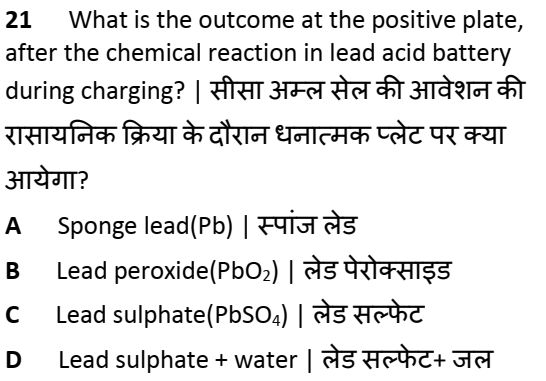 21 What is the outcome at the positive plate,
after the chemical reaction in lead acid battery
during charging? | सीसा अम्ल सेल की आवेशन की
रासायनिक क्रिया के दौरान धनात्मक प्लेट पर क्या
आयेगा?
A Sponge lead(Pb) | स्पांज लेड
B Lead peroxide(PbO₂) | लेड पेरोक्साइड
C Lead sulphate(PbSO₄) | लेड सल्फेट
D Lead sulphate + water | लेड सल्फेट+ जल